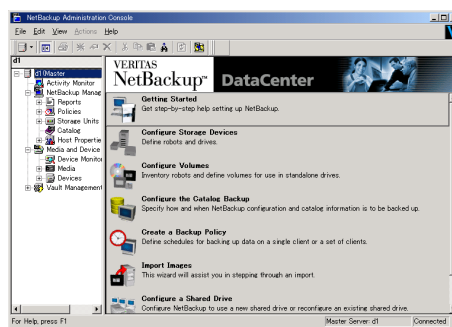 NetBackup Administration Console
File Edit View Actions Help
d1
d1(Master
Activity Monitor
NetBackup Manag
Reports
Policies
Storage Units
Catalog
Host Propertie
Media and Device
Device Monito
Media
Devices
Vault Management
VERITAS
NetBackup™ DataCenter
Getting Started
Get step-by-step help setting up NetBackup.
Configure Storage Devices
Define robots and drives.
Configure Volumes
Inventory robots and define volumes for use in standalone drives.
Configure the Catalog Backup
Specify how and when NetBackup configuration and catalog information is to be backed up.
Create a Backup Policy
Define schedules for backing up data on a single client or a set of clients.
Import Images
This wizard will assist you in stepping through an import.
Configure a Shared Drive
Configure NetBackup to use a new shared drive or reconfigure an existing shared drive.
For Help, press F1
Master Server: d1
Connected